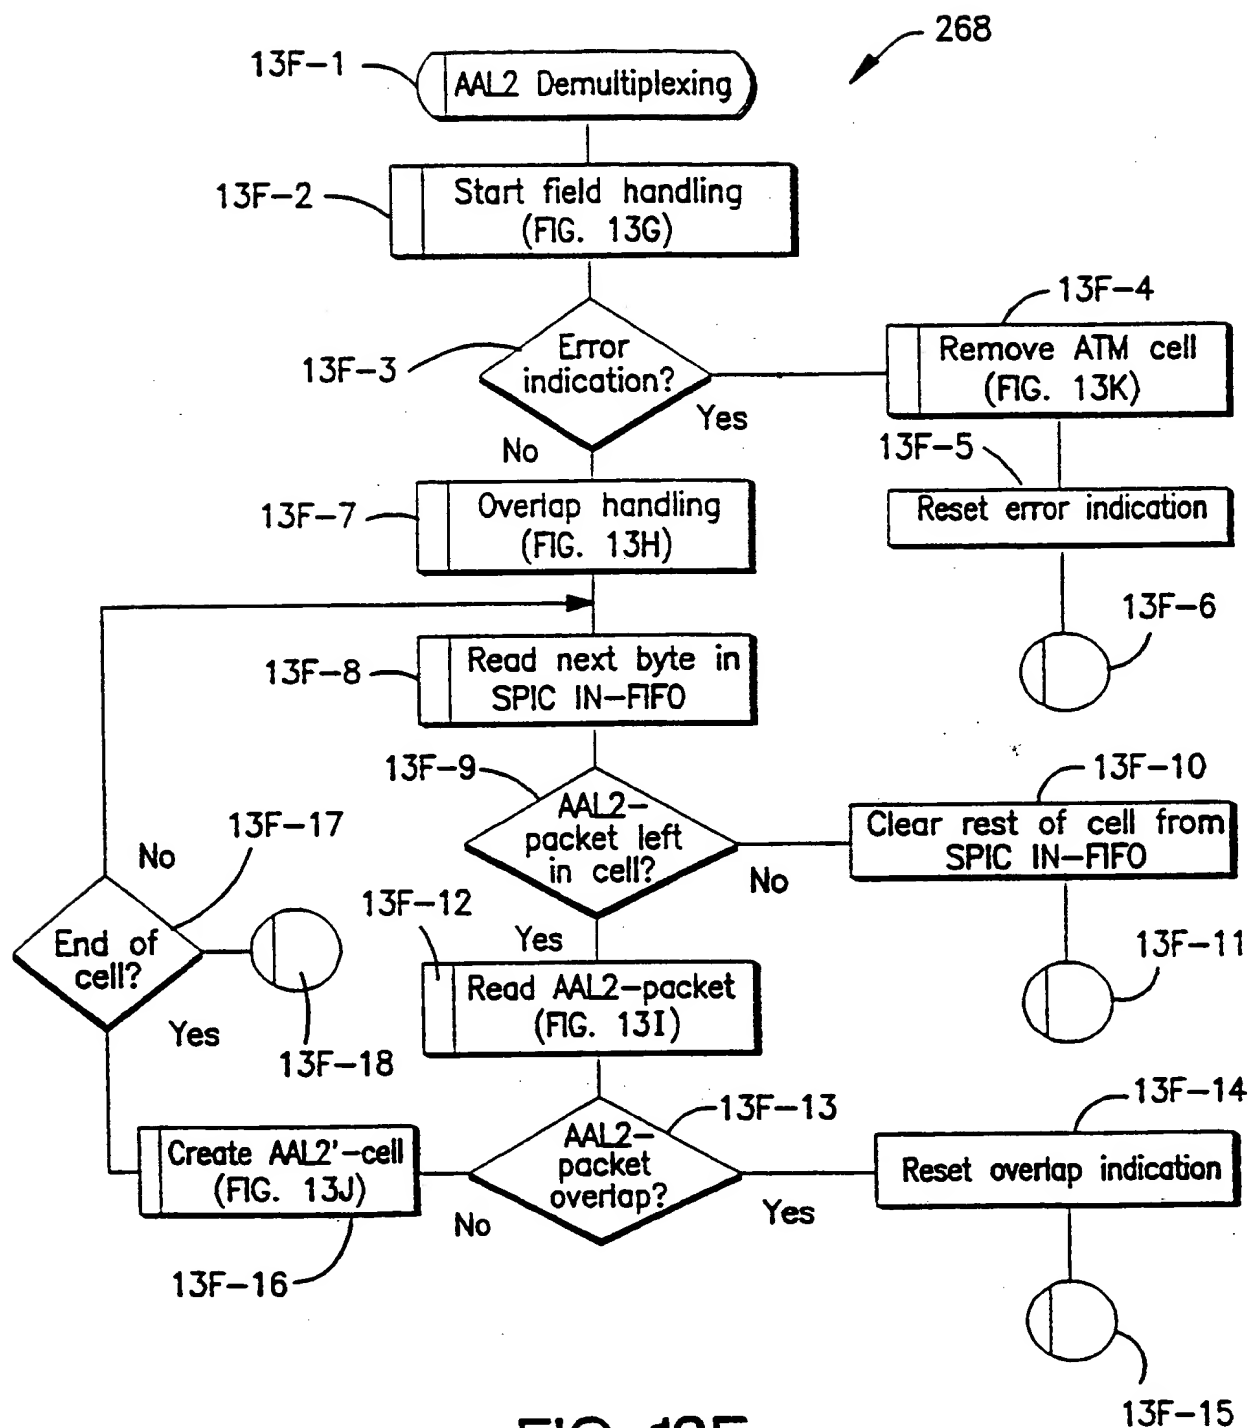 268
13F-1
AAL2 Demultiplexing
13F-2
Start field handling
(FIG. 13G)
13F-3
Error
indication?
Yes
No
13F-4
Remove ATM cell
(FIG. 13K)
13F-5
Reset error indication
13F-6
13F-7
Overlap handling
(FIG. 13H)
13F-8
Read next byte in
SPIC IN-FIFO
13F-9
AAL2-
packet left
in cell?
No
Yes
13F-10
Clear rest of cell from
SPIC IN-FIFO
13F-11
13F-12
Read AAL2-packet
(FIG. 13I)
13F-13
AAL2-
packet
overlap?
Yes
No
13F-14
Reset overlap indication
13F-15
Create AAL2'-cell
(FIG. 13J)
13F-16
13F-17
No
End of
cell?
Yes
13F-18